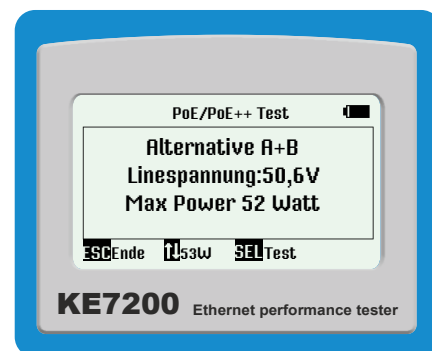 PoE/PoE++ Test
Alternative A+B
Linespannung:50,6V
Max Power 52 Watt
ESC Ende ↑↓53W SEL Test
KE7200 Ethernet performance tester